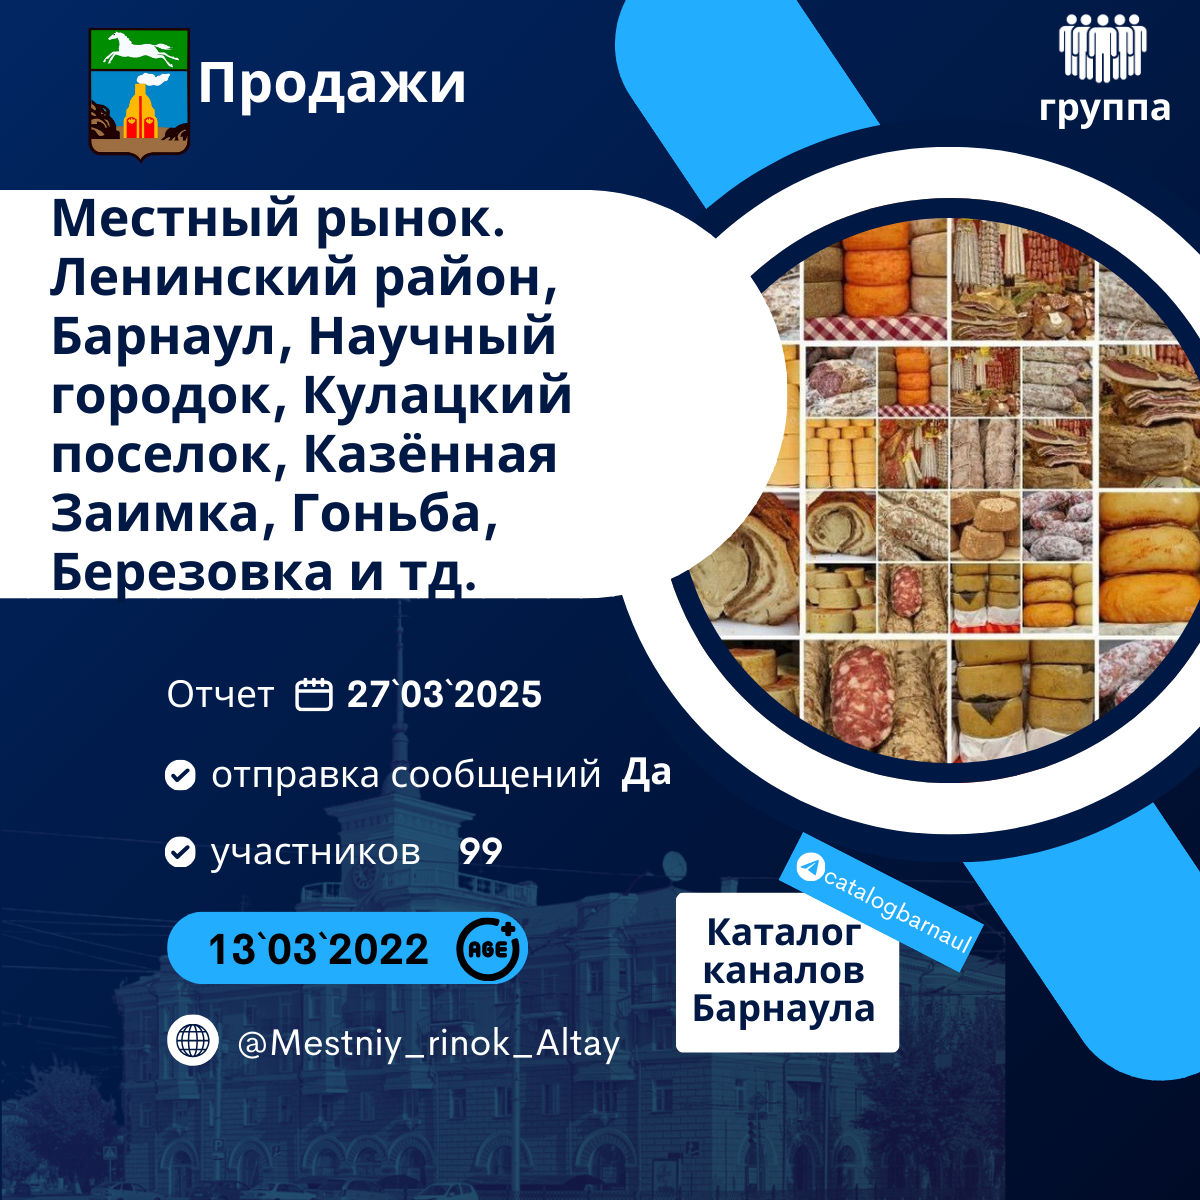 Продажи
группа
Местный рынок.
Ленинский район,
Барнаул, Научный
городок, Кулацкий
поселок, Казённая
Заимка, Гоньба,
Березовка и тд.
Отчет 27`03`2025
отправка сообщений Да
участников 99
13`03`2022 AGE+
@Mestniy_rinok_Altay
catalogbarnaul
Каталог
каналов
Барнаула